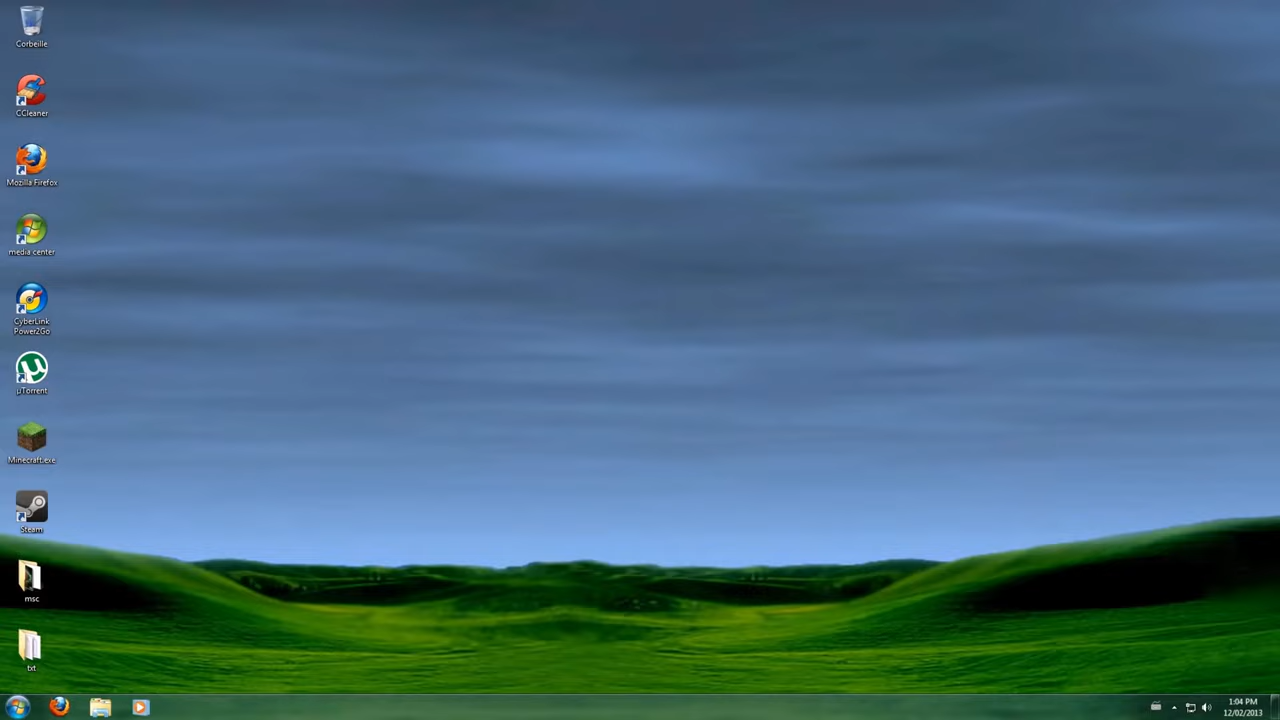 Corbeille
CCleaner
Mozilla Firefox
media center
CyberLink
Power2Go
µTorrent
Minecraft.exe
Steam
msc
txt
1:04 PM
12/02/2013